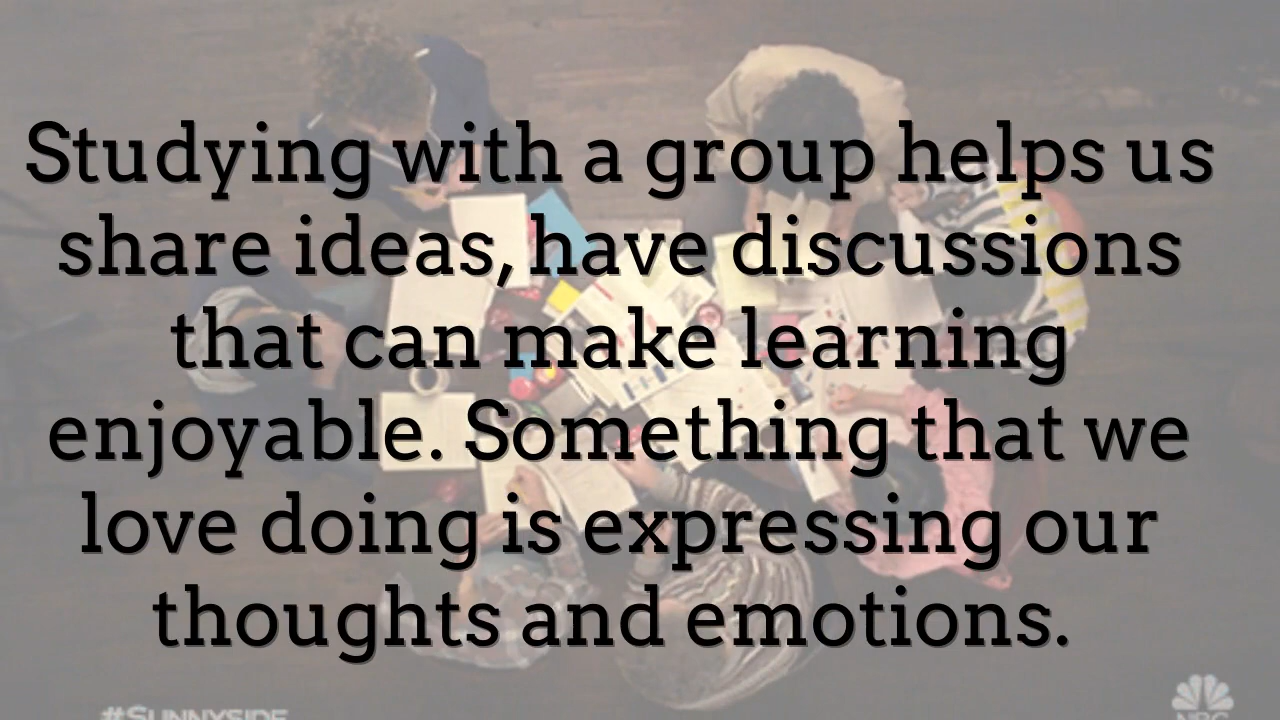 Studying with a group helps us
share ideas, have discussions
that can make learning
enjoyable. Something that we
love doing is expressing our
thoughts and emotions.
#SUNNYSIDE
NBC